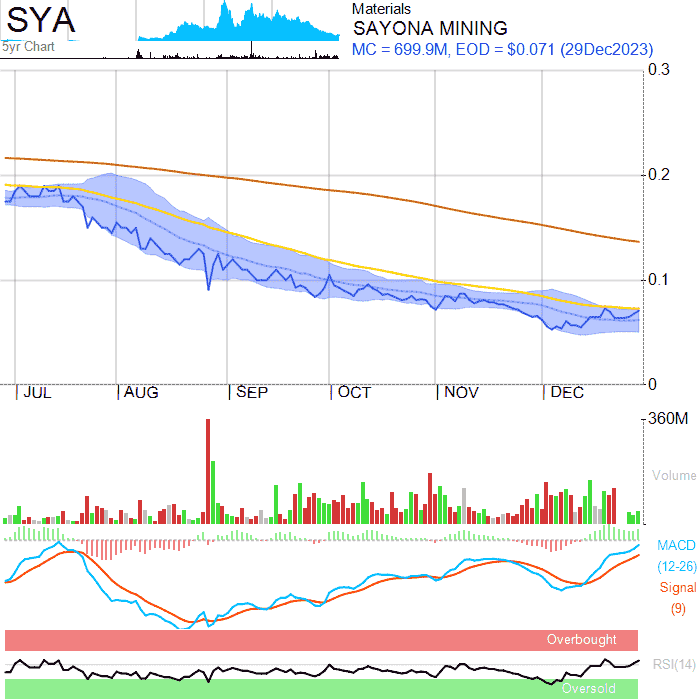 SYA
5yr Chart
Materials
SAYONA MINING
MC = 699.9M, EOD = $0.071 (29Dec2023)
0.3
0.2
0.1
0
JUL AUG SEP OCT NOV DEC
360M
Volume
MACD
(12-26)
Signal
(9)
Overbought
RSI(14)
Oversold